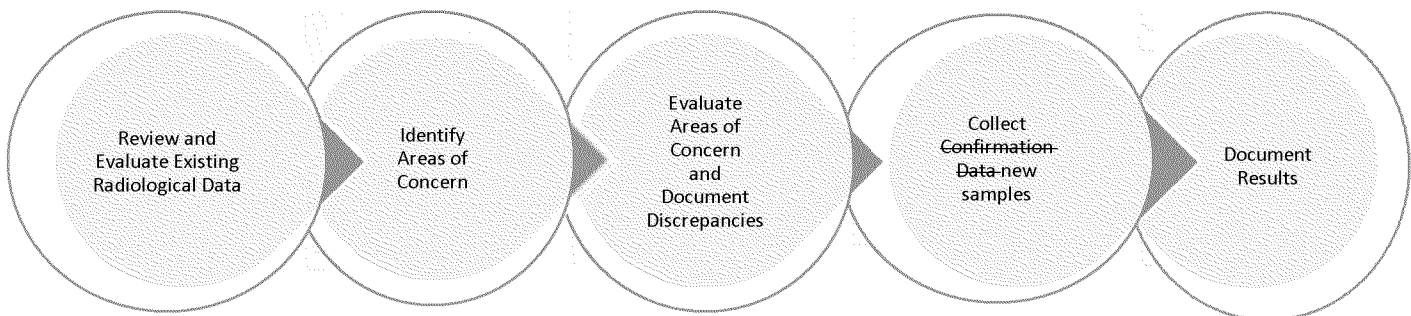 Review and
Evaluate Existing
Radiological Data
Identify
Areas of
Concern
Evaluate
Areas of
Concern
and
Document
Discrepancies
Collect
Confirmation
Data new
samples
Document
Results